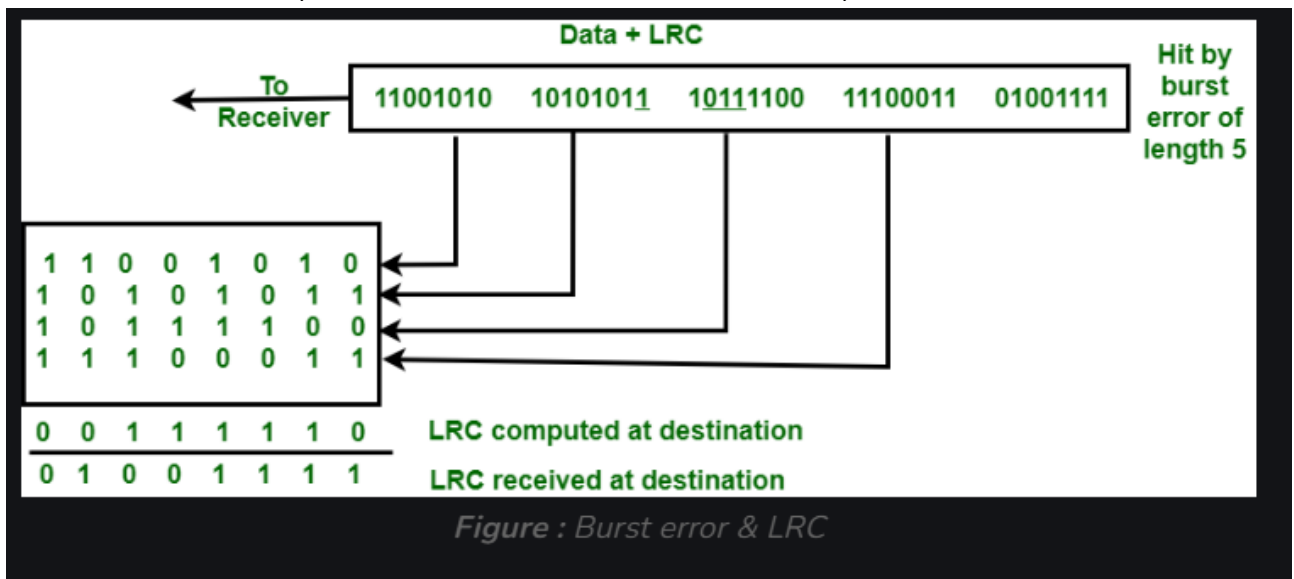 Data + LRC
Hit by
burst
error of
length 5
To
Receiver
11001010 10101011 10111100 11100011 01001111
1 1 0 0 1 0 1 0
1 0 1 0 1 0 1 1
1 0 1 1 1 1 0 0
1 1 1 0 0 0 1 1
0 0 1 1 1 1 1 0 LRC computed at destination
0 1 0 0 1 1 1 1 LRC received at destination
Figure : Burst error & LRC